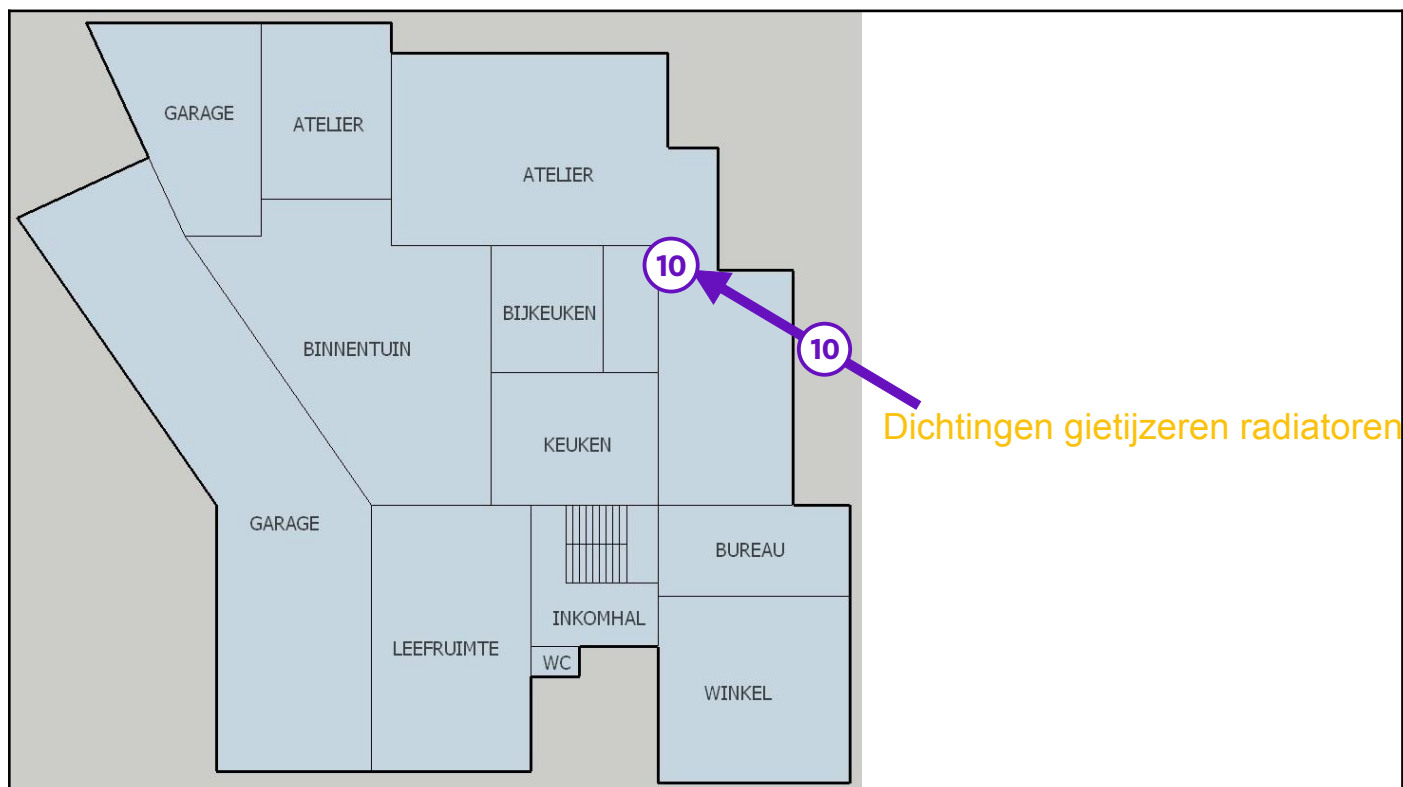 GARAGE
ATELIER
ATELIER
10
BIJKEUKEN
BINNENTUIN
10
Dichtingen gietijzeren radiatoren
KEUKEN
GARAGE
BUREAU
INKOMHAL
LEEFRUIMTE
WC
WINKEL